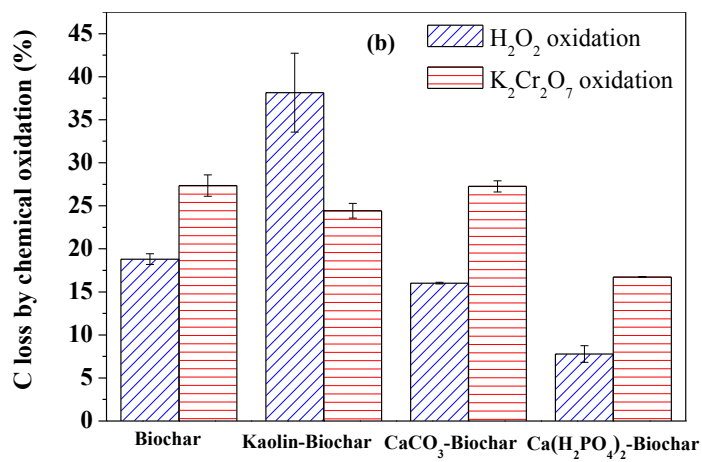 C loss by chemical oxidation (%)
45
40
35
30
25
20
15
10
5
0
(b)
H₂O₂ oxidation
K₂Cr₂O₇ oxidation
Biochar
Kaolin-Biochar
CaCO₃-Biochar
Ca(H₂PO₄)₂-Biochar